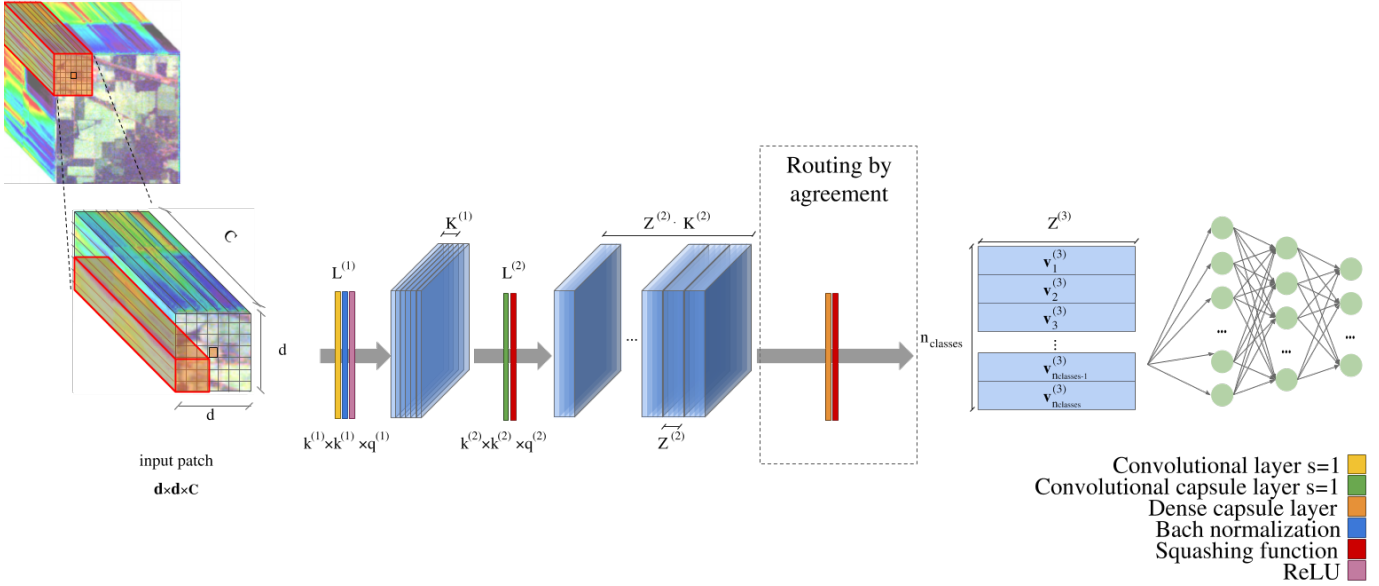 C
d
d
input patch
d×d×C
L(1)
k(1)×k(1)×q(1)
K(1)
L(2)
k(2)×k(2)×q(2)
Z(2) · K(2)
...
Z(2)
Routing by
agreement
nclasses
Z(3)
v1(3)
v2(3)
v3(3)
⋮
vnclasses-1(3)
vnclasses(3)
...
...
...
Convolutional layer s=1
Convolutional capsule layer s=1
Dense capsule layer
Bach normalization
Squashing function
ReLU